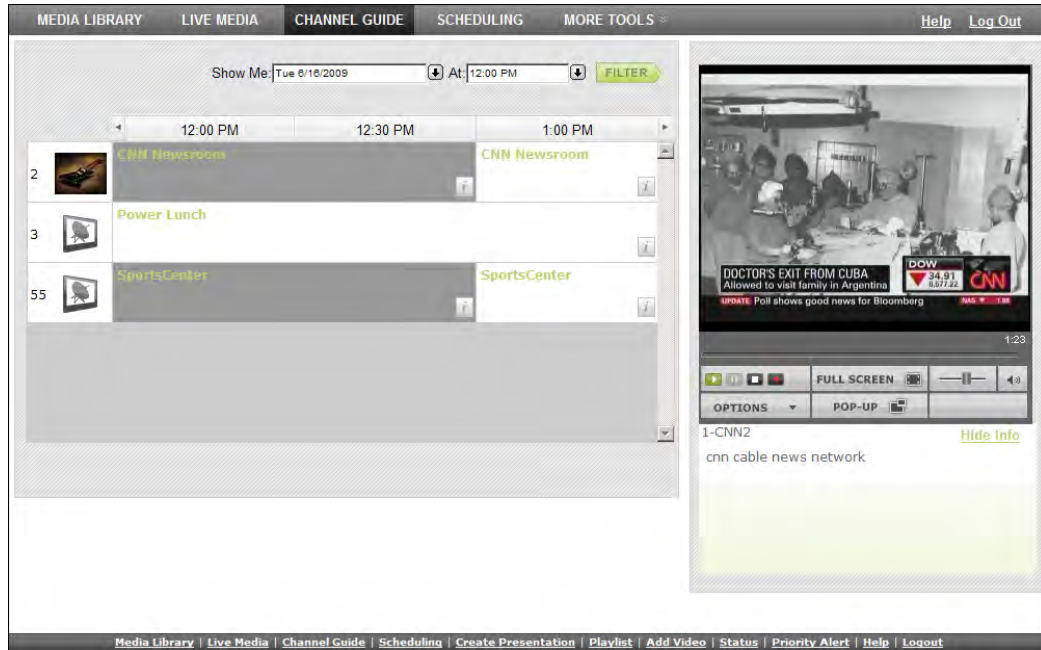 MEDIA LIBRARY LIVE MEDIA CHANNEL GUIDE SCHEDULING MORE TOOLS Help Log Out
Show Me: Tue 6/16/2009 At: 12:00 PM FILTER
12:00 PM 12:30 PM 1:00 PM
2 CNN Newsroom i CNN Newsroom i
3 Power Lunch i
55 SportsCenter i SportsCenter i
DOCTOR'S EXIT FROM CUBA
Allowed to visit family in Argentina
DOW
34.91
8,577.22
CNN
UPDATE Poll shows good news for Bloomberg
NAS
1:23
FULL SCREEN
OPTIONS POP-UP
1-CNN2 Hide Info
cnn cable news network
Media Library | Live Media | Channel Guide | Scheduling | Create Presentation | Playlist | Add Video | Status | Priority Alert | Help | Logout